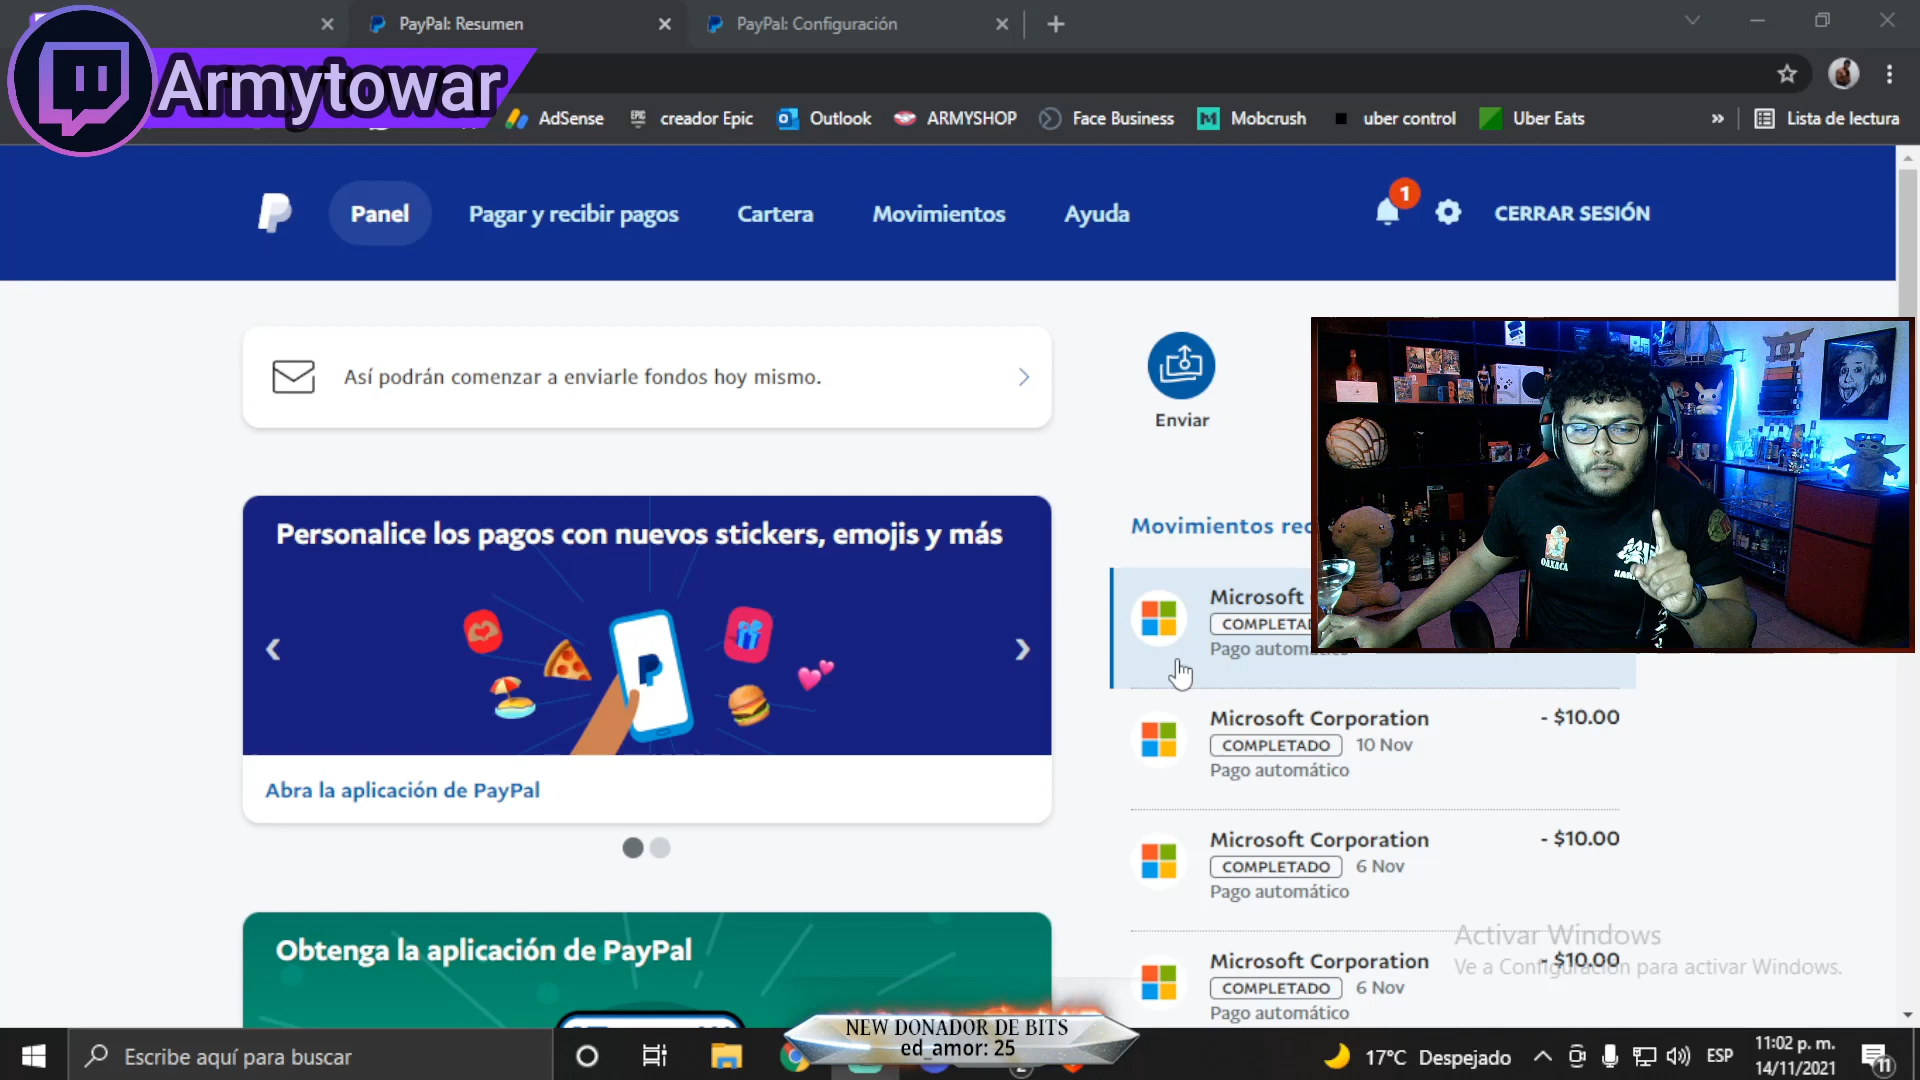 PayPal: Resumen
PayPal: Configuración
Armytowar
AdSense
creador Epic
Outlook
ARMYSHOP
Face Business
Mobcrush
uber control
Uber Eats
»
Lista de lectura
Panel
Pagar y recibir pagos
Cartera
Movimientos
Ayuda
1
CERRAR SESIÓN
Así podrán comenzar a enviarle fondos hoy mismo.
Enviar
Personalice los pagos con nuevos stickers, emojis y más
Abra la aplicación de PayPal
Obtenga la aplicación de PayPal
Movimientos
Microsoft
Pago
OAXACA
Microsoft Corporation - $10.00
COMPLETADO 10 Nov
Pago automático
Microsoft Corporation - $10.00
COMPLETADO 6 Nov
Pago automático
Microsoft Corporation - $10.00
COMPLETADO 6 Nov
Pago automático
Activar Windows
Ve a Configuración para activar Windows.
NEW DONADOR DE BITS
ed_amor: 25
Escribe aquí para buscar
17°C Despejado
ESP
11:02 p. m.
14/11/2021
11